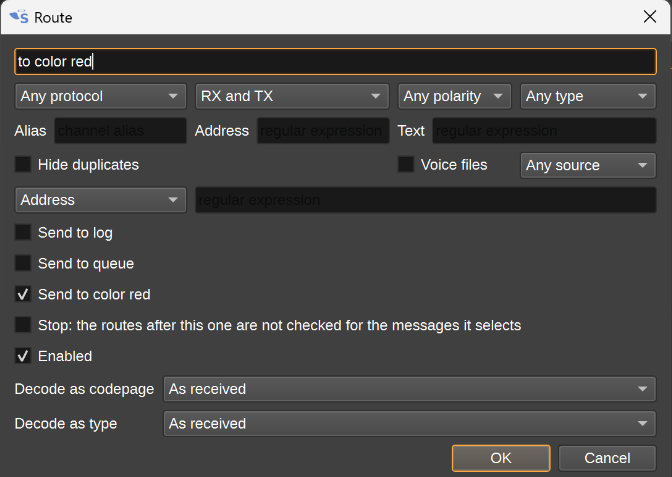 Route
to color red
Any protocol RX and TX Any polarity Any type
Alias channel alias Address regular expression Text regular expression
Hide duplicates Voice files Any source
Address regular expression
Send to log
Send to queue
Send to color red
Stop: the routes after this one are not checked for the messages it selects
Enabled
Decode as codepage As received
Decode as type As received
OK Cancel